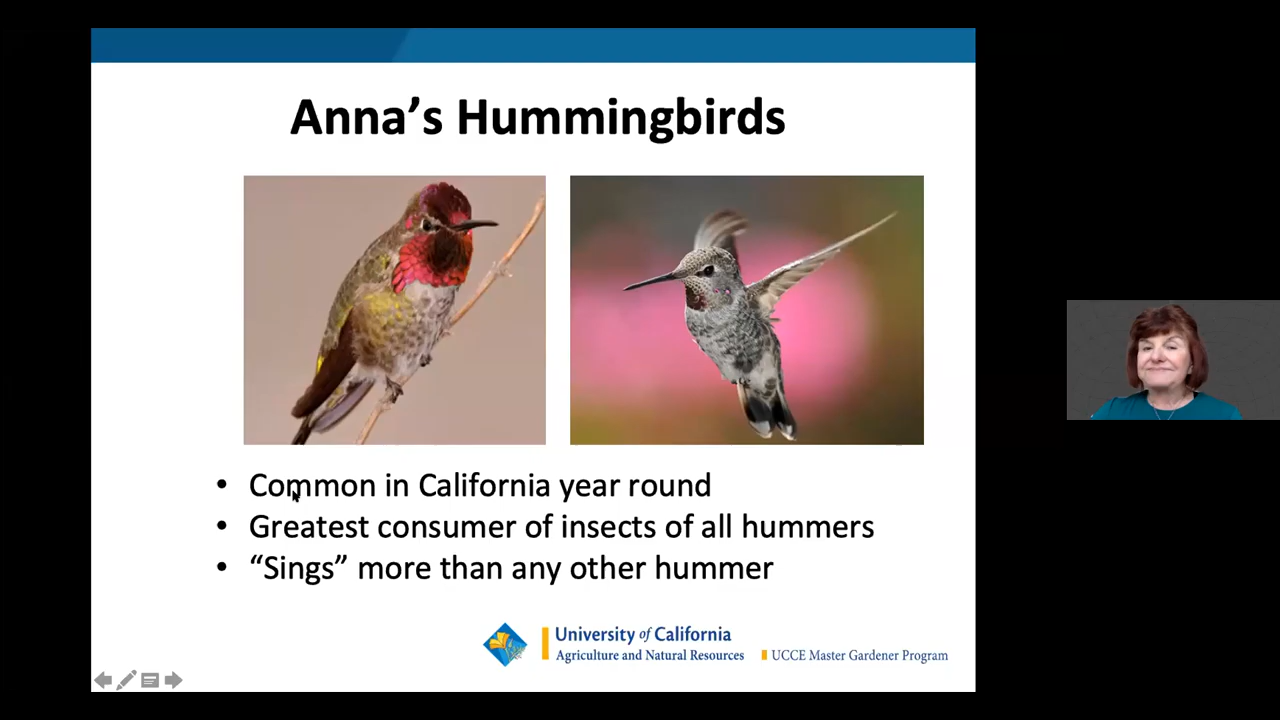 Anna’s Hummingbirds
• Common in California year round
• Greatest consumer of insects of all hummers
• “Sings” more than any other hummer
University of California
Agriculture and Natural Resources
UCCE Master Gardener Program